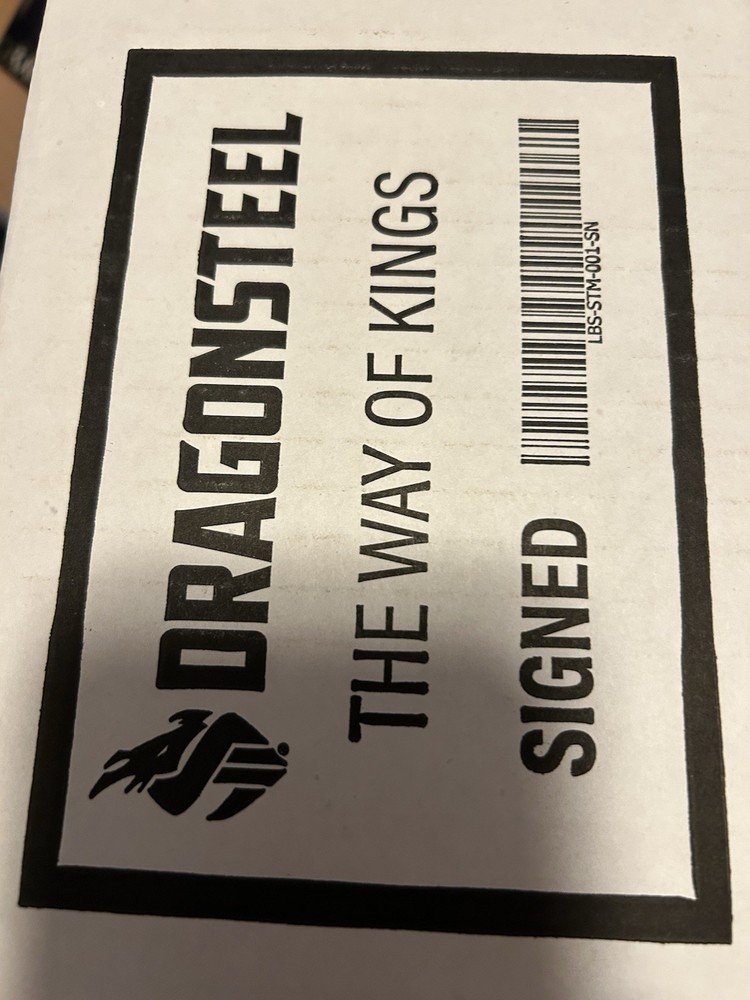 DRAGONSTEEL
THE WAY OF KINGS
SIGNED
LBS-STM-001-SN